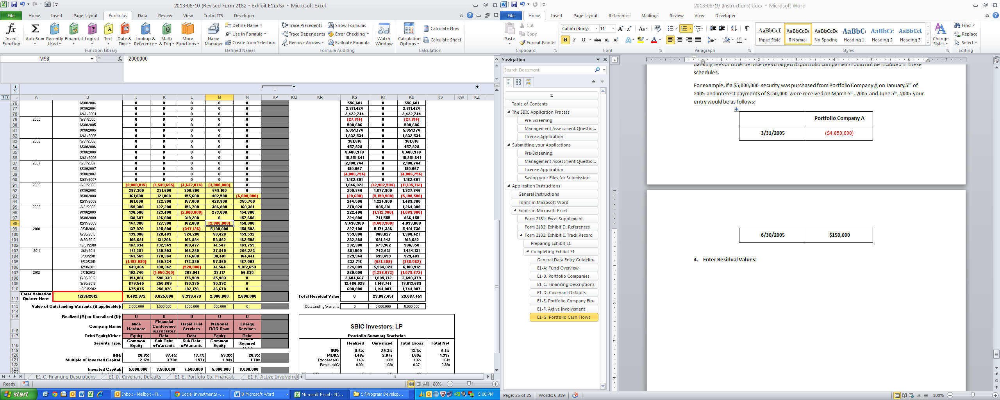 2013-06-10 (Revised Form 2182 - Exhibit E1).xlsx - Microsoft Excel
File Home Insert Page Layout Formulas Data Review View Turbo TTS Developer
Insert Function
AutoSum Recently Used Financial Logical Text Date & Time Lookup & Reference Math & Trig More Functions
Function Library
Name Manager
Define Name
Use in Formula
Create from Selection
Defined Names
Trace Precedents Show Formulas
Trace Dependents Error Checking
Remove Arrows Evaluate Formula
Formula Auditing
Watch Window
Calculation Options
Calculate Now
Calculate Sheet
Calculation
M98 fx -2000000
1
2
1 2
A B J K L M N KP KQ KR KS KT KU KV KW KZ
76 6/30/2004 0 0 0 0 0 556,681 0 556,681
77 9/30/2004 0 0 0 0 0 2,811,424 0 2,811,424
78 12/31/2004 0 0 0 0 0 2,422,744 0 2,422,744
79 2005 3/31/2005 0 0 0 0 0 (27,614) 0 (27,614)
80 6/30/2005 0 0 0 0 0 508,686 0 508,686
81 9/30/2005 0 0 0 0 0 5,051,174 0 5,051,174
82 12/31/2005 0 0 0 0 0 1,832,534 0 1,832,534
83 2006 3/31/2006 0 0 0 0 0 361,616 0 361,616
84 6/30/2006 0 0 0 0 0 457,829 0 457,829
85 9/30/2006 0 0 0 0 0 8,406,970 0 8,406,970
86 12/31/2006 0 0 0 0 0 15,351,641 0 15,351,641
87 2007 3/31/2007 0 0 0 0 0 2,108,744 0 2,108,744
88 6/30/2007 0 0 0 0 0 180,067 0 180,067
89 9/30/2007 0 0 0 0 0 (4,006,754) 0 (4,006,754)
90 12/31/2007 0 0 0 0 0 1,182,601 0 1,182,601
91 2008 3/31/2008 (3,800,015) (1,549,695) (4,632,874) (3,000,000) 0 1,846,823 (12,982,584) (11,135,761)
92 6/30/2008 387,300 291,600 350,800 648,100 0 259,846 1,677,800 1,937,646
93 9/30/2008 161,000 121,000 155,600 402,500 (6,000,000) (20,600) (5,159,900) (5,180,500)
94 12/31/2008 161,000 122,300 157,000 428,800 355,700 244,500 1,224,800 1,469,300
95 2009 3/31/2009 159,300 122,200 156,700 386,800 160,381 278,928 985,381 1,264,309
96 6/30/2009 136,500 123,400 (2,000,000) 273,000 154,800 222,400 (1,312,300) (1,089,900)
97 9/30/2009 138,697 126,000 319,200 0 157,658 224,900 741,555 966,455
98 12/31/2009 147,300 127,300 162,600 (2,000,000) 158,900 5,436,900 (1,403,900) 4,033,000
99 2010 3/31/2010 137,070 125,800 (347,126) 5,100,000 158,592 227,400 5,174,336 5,401,736
100 6/30/2010 139,986 128,483 324,200 56,426 159,532 559,800 808,627 1,368,427
101 9/30/2010 166,681 131,208 166,984 53,862 162,508 232,389 681,243 913,632
102 12/31/2010 167,634 132,549 168,477 41,547 163,755 232,388 673,962 906,350
103 2011 3/31/2011 141,281 130,993 166,289 37,845 266,223 681,500 742,631 1,424,131
104 6/30/2011 143,565 178,364 174,608 38,481 164,441 229,944 699,459 929,403
105 9/30/2011 (1,199,985) 180,324 172,989 57,865 167,509 232,716 (621,298) (388,582)
106 12/31/2011 449,464 180,342 (520,000) 41,564 5,812,653 224,889 5,964,023 6,188,912
107 2012 3/31/2012 192,740 (1,950,305) 363,941 38,117 56,835 220,000 (1,298,672) (1,078,672)
108 6/30/2012 194,881 598,339 176,589 35,903 0 2,684,667 1,005,712 3,690,379
109 9/30/2012 679,545 250,869 180,335 35,992 0 12,466,928 1,146,741 13,613,669
110 12/31/2012 675,075 250,876 182,178 36,678 0 600,000 1,144,807 1,744,807
111 Enter Valuation Quarter Here: 12/31/2012 6,462,972 9,625,000 8,399,479 2,000,000 2,600,000 Total Residual Value 0 29,087,451 29,087,451
113 Value of Outstanding Warrants (if applicable): 2,000,000 1,500,000 1,000,000 500,000 0 Outstanding Warrants 0 5,000,000 5,000,000
114
115 Realized (R) or Unrealized (U): U U U U U
116 Company Name: Nice Hardware Financial Conference Associates Rapid Fuel Services National DOG Scan Energy Services
117 Debt/Equity/Other: Equity Debt Debt Equity Debt
118 Security Type: Common Equity Sub Debt w/Warrants Sub Debt w/Warrants Common Equity Senior Secured
119
120 IRR: 26.6% 67.4% 13.7% 59.9% 20.6%
121 Multiple of Invested Capital: 2.17x 3.70x 1.57x 1.94x 1.78x
122
123 Invested Capital: 5,000,000 3,500,000 7,500,000 5,000,000 6,000,000
SBIC Investors, LP
Portfolio Summary Statistics
Realized Unrealized Total Gross Total Net
IRR: 9.6% 29.3% 13.1% 6.1%
MOIC: 1.48x 2.07x 1.69x 1.33x
Proceeds/IC: 1.48x 1.00x 1.32x 1.04x
Residual/IC: 0.00x 1.08x 0.37x 0.29x
E1-C. Financing Descriptions E1-D. Covenant Defaults E1-E. Portfolio Co. Financials E1-F. Active Involveme
Ready 80%
start Inbox - Mailbox - Fi... Social Investments -... 3 Microsoft Word Microsoft Excel - 20... S:\Program Develop... 5:08 PM
2013-06-10 (Instructions).docx - Microsoft Word
File Home Insert Page Layout References Mailings Review View Developer
Paste
Cut
Copy
Format Painter
Clipboard
Calibri (Body) 11
Font
Paragraph
AaBbCcI AaBbCcDc AaBbCcDc AaBbC AaBbCc AaBbCcI
Input Style ¶ Normal No Spacing Heading 1 Heading 2 Heading 3
Change Styles
Styles
Find
Replace
Select
Editing
Navigation
Search Document
Table of Contents
The SBIC Application Process
Pre-Screening
Management Assessment Questio...
License Application
Submitting your Applications
Pre-Screening
Management Assessment Questio...
License Application
Saving your Files for Submission
Application Instructions
General Instructions
Forms in Microsoft Word
Forms in Microsoft Excel
Form 2181: Excel Supplement
Form 2182: Exhibit D. References
Form 2182: Exhibit E. Track Record
Preparing Exhibit E1
Completing Exhibit E1
General Data Entry Guidelin...
E1-A: Fund Overview:
E1-B. Portfolio Companies
E1-C. Financing Descriptions
E1-D. Covenant Defaults
E1-E. Portfolio Company Fin...
E1-F. Active Involvement
E1-G. Portfolio Cash Flows
banking fees or other service fees charged to portfolio companies should not be included in these
schedules.
For example, if a $5,000,000 security was purchased from Portfolio Company A on January 5th of
2005 and interest payments of $150,000 were received on March 5th, 2005 and June 5th, 2005 your
entry would be as follows:
Portfolio Company A
3/31/2005 ($4,850,000)
6/30/2005 $150,000
4. Enter Residual Values:
Page: 25 of 25 Words: 6,319 100%